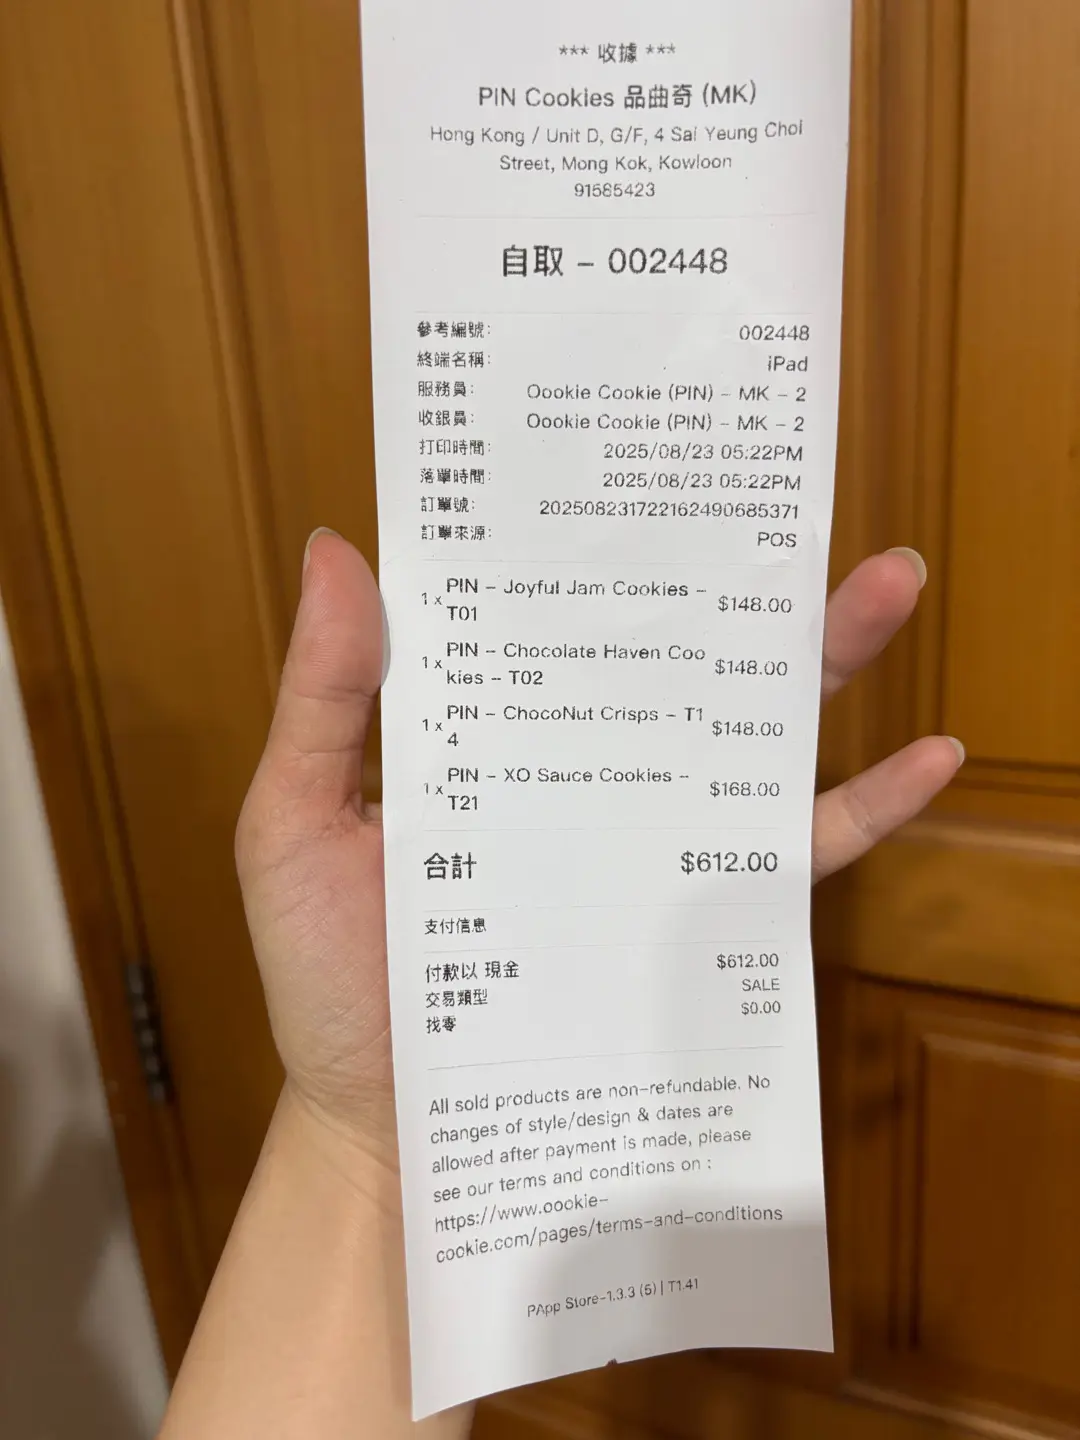 *** 收據 ***
PIN Cookies 品曲奇 (MK)
Hong Kong / Unit D, G/F, 4 Sai Yeung Choi
Street, Mong Kok, Kowloon
91585423
自取 – 002448
參考編號: 002448
終端名稱: iPad
服務員: Oookie Cookie (PIN) – MK – 2
收銀員: Oookie Cookie (PIN) – MK – 2
打印時間: 2025/08/23 05:22PM
落單時間: 2025/08/23 05:22PM
訂單號: 202508231722162490685371
訂單來源: POS
1 x PIN – Joyful Jam Cookies – $148.00
T01
1 x PIN – Chocolate Haven Coo $148.00
kies – T02
1 x PIN – ChocoNut Crisps – T1 $148.00
4
1 x PIN – XO Sauce Cookies – $168.00
T21
合計 $612.00
支付信息
付款以 現金 $612.00
交易類型 SALE
找零 $0.00
All sold products are non-refundable. No
changes of style/design & dates are
allowed after payment is made, please
see our terms and conditions on :
https://www.oookie-
cookie.com/pages/terms-and-conditions
PApp Store-1.3.3 (5) | T1.41